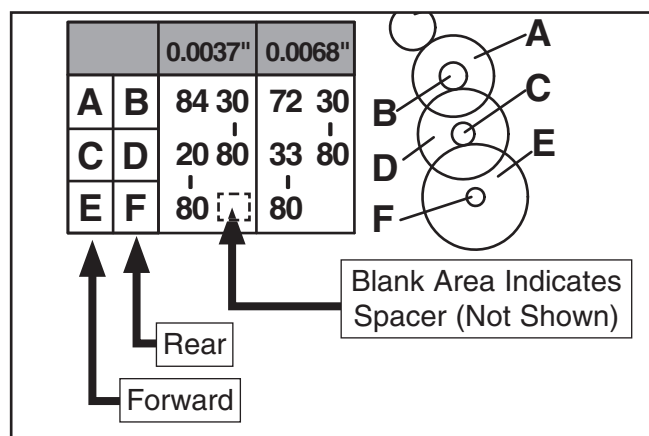 0.0037" 0.0068"
A B 84 30 72 30
C D 20 80 33 80
E F 80 80
A
B
C
D
E
F
Blank Area Indicates
Spacer (Not Shown)
Rear
Forward